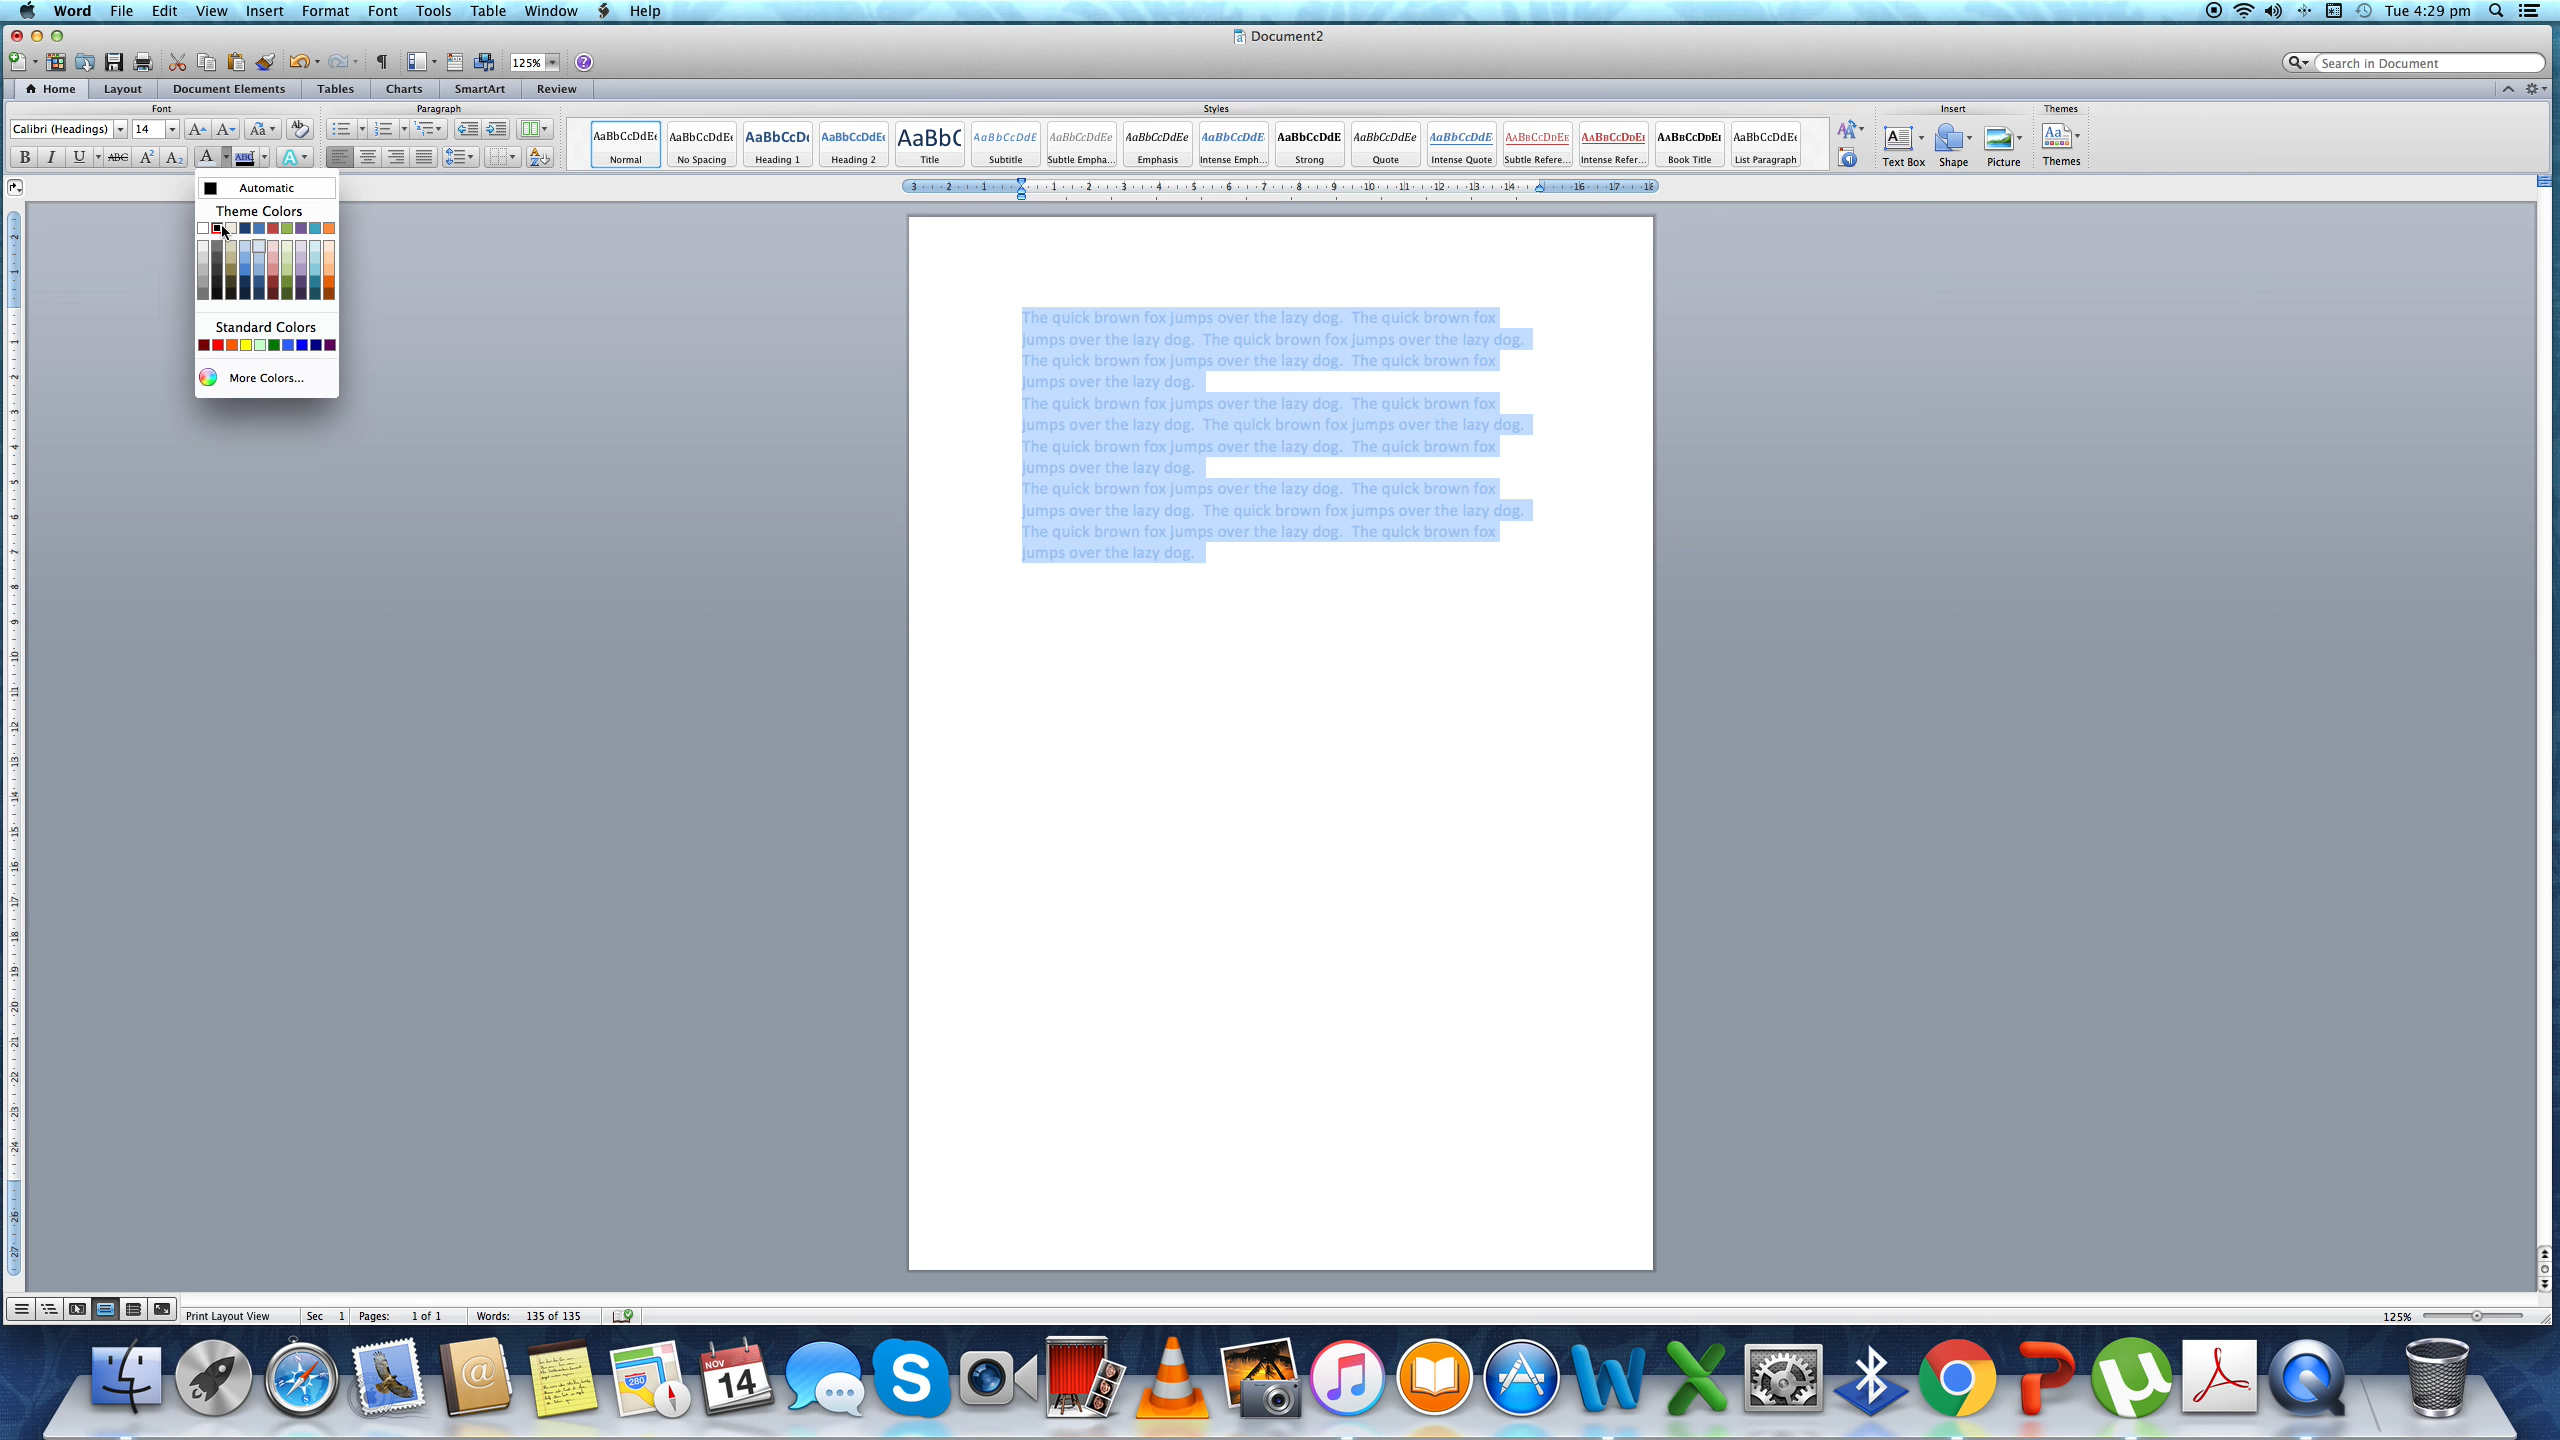 Word File Edit View Insert Format Font Tools Table Window Help Tue 4:29 pm
Document2
125% Search in Document
Home Layout Document Elements Tables Charts SmartArt Review
Font Paragraph Styles Insert Themes
Calibri (Headings) 14
AaBbCcDdEe AaBbCcDdEe AaBbCcDd AaBbCcDdEe AaBbC AaBbCcDdE AaBbCcDdEe AaBbCcDdEe AaBbCcDdE AaBbCcDdE AaBbCcDdEe AaBbCcDdE AaBbCcDdEe AaBbCcDdE AaBbCcDdEe AaBbCcDdEe
Normal No Spacing Heading 1 Heading 2 Title Subtitle Subtle Empha... Emphasis Intense Emph... Strong Quote Intense Quote Subtle Refere... Intense Refer... Book Title List Paragraph
Text Box Shape Picture Themes
Automatic
Theme Colors
Standard Colors
More Colors...
The quick brown fox jumps over the lazy dog. The quick brown fox
jumps over the lazy dog. The quick brown fox jumps over the lazy dog.
The quick brown fox jumps over the lazy dog. The quick brown fox
jumps over the lazy dog.
The quick brown fox jumps over the lazy dog. The quick brown fox
jumps over the lazy dog. The quick brown fox jumps over the lazy dog.
The quick brown fox jumps over the lazy dog. The quick brown fox
jumps over the lazy dog.
The quick brown fox jumps over the lazy dog. The quick brown fox
jumps over the lazy dog. The quick brown fox jumps over the lazy dog.
The quick brown fox jumps over the lazy dog. The quick brown fox
jumps over the lazy dog.
Print Layout View Sec 1 Pages: 1 of 1 Words: 135 of 135 125%
NOV
14
280